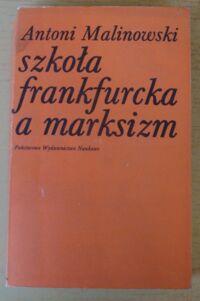 Antoni Malinowski
szkoła
frankfurcka
a marksizm
Państwowe Wydawnictwo Naukowe